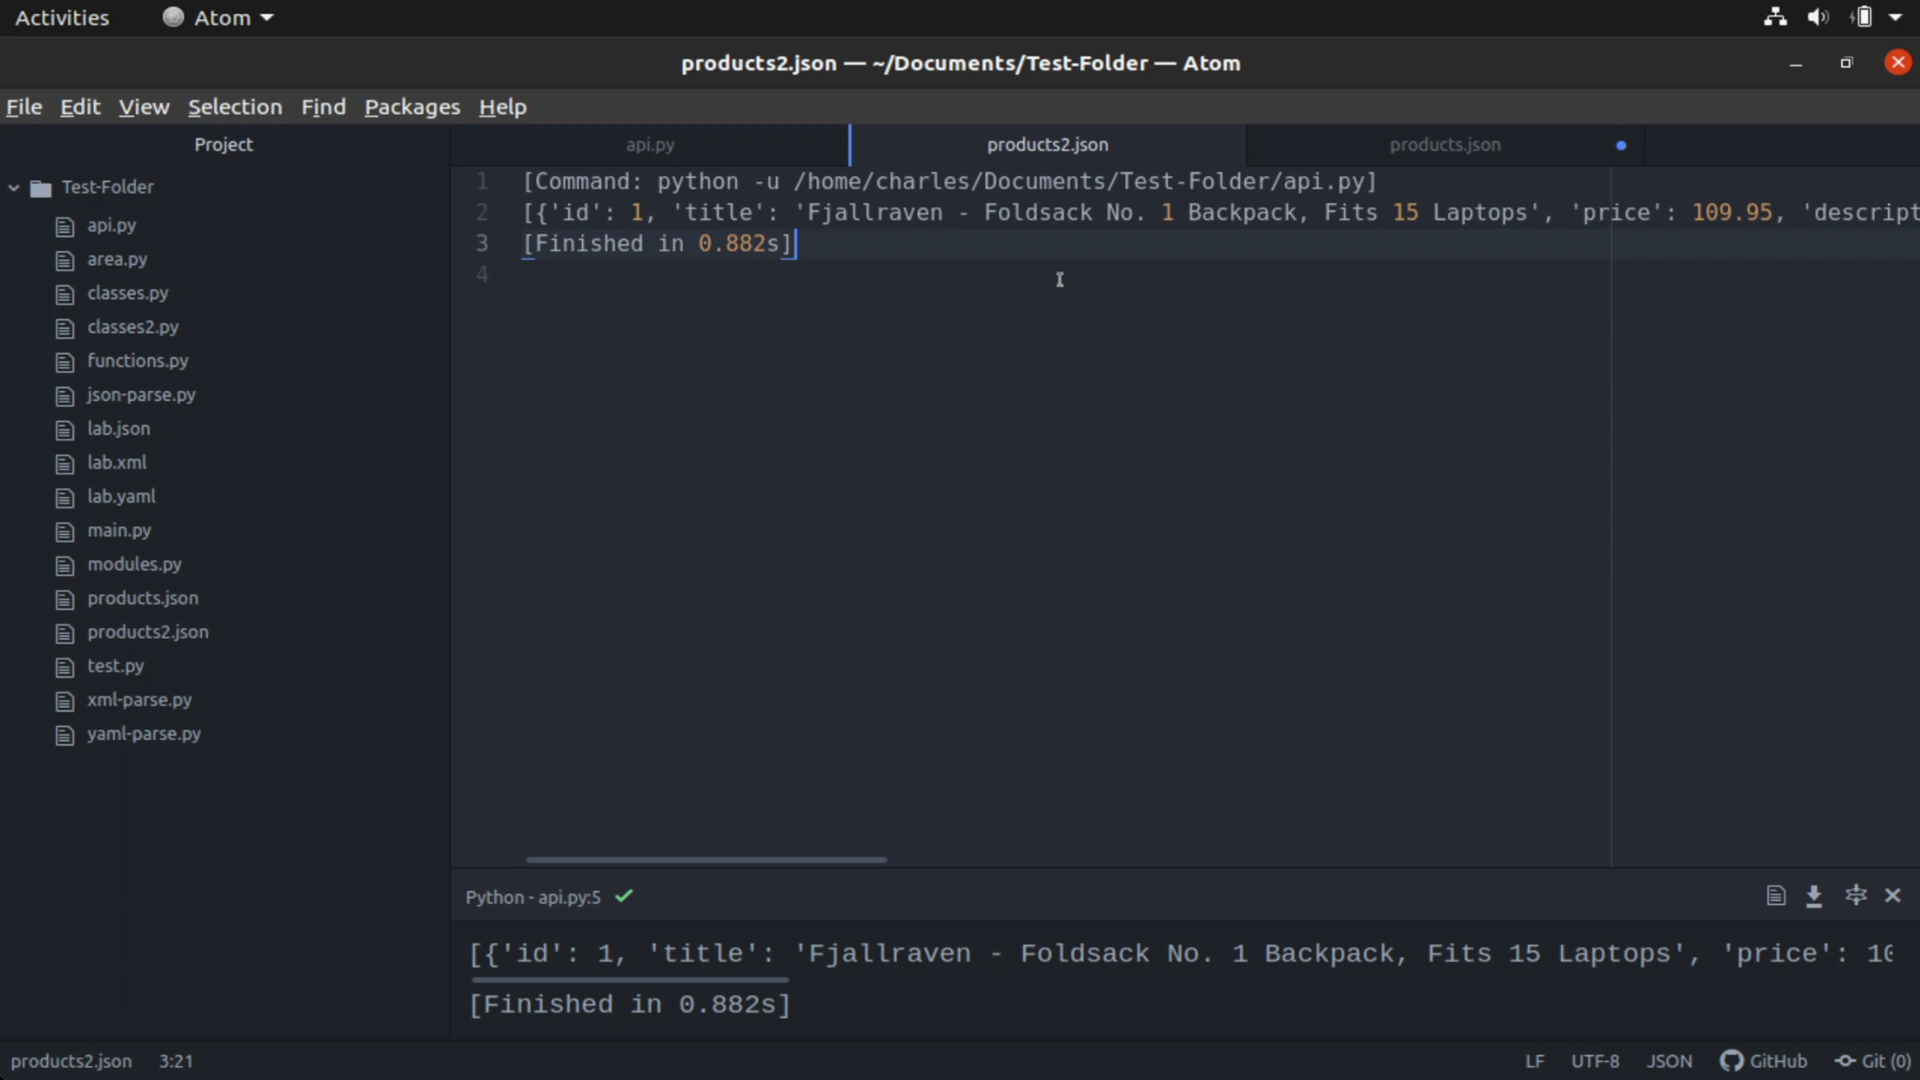 Activities
Atom
products2.json — ~/Documents/Test-Folder — Atom
File Edit View Selection Find Packages Help
Project
api.py
products2.json
products.json
Test-Folder
api.py
area.py
classes.py
classes2.py
functions.py
json-parse.py
lab.json
lab.xml
lab.yaml
main.py
modules.py
products.json
products2.json
test.py
xml-parse.py
yaml-parse.py
1 [Command: python -u /home/charles/Documents/Test-Folder/api.py]
2 [{'id': 1, 'title': 'Fjallraven - Foldsack No. 1 Backpack, Fits 15 Laptops', 'price': 109.95, 'descript
3 [Finished in 0.882s]
4
Python - api.py:5
[{'id': 1, 'title': 'Fjallraven - Foldsack No. 1 Backpack, Fits 15 Laptops', 'price': 10
[Finished in 0.882s]
products2.json 3:21
LF UTF-8 JSON GitHub Git (0)